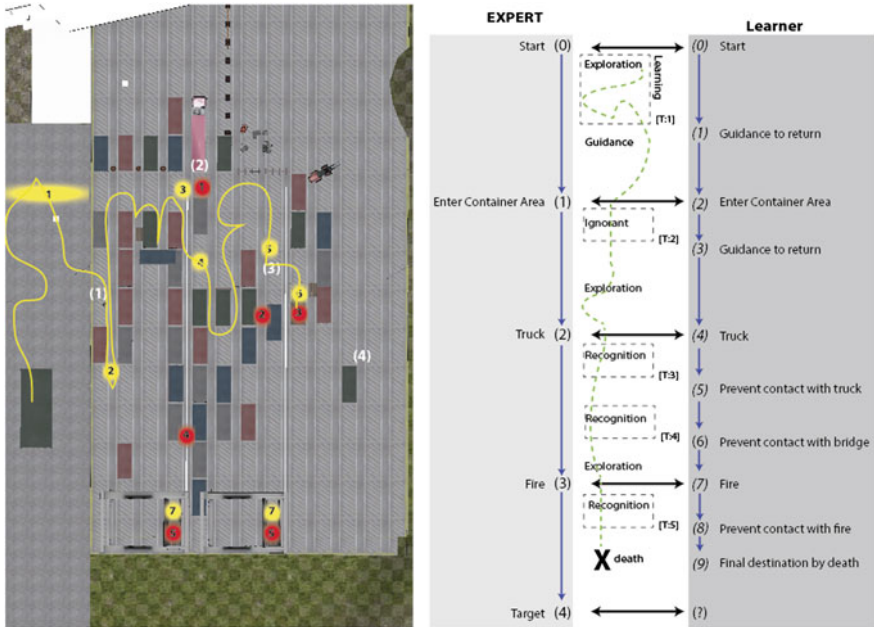 EXPERT
Learner
Start (0)
(0) Start
Exploration
Learning
[T:1]
Guidance
(1) Guidance to return
Enter Container Area (1)
(2) Enter Container Area
Ignorant
[T:2]
(3) Guidance to return
Exploration
Truck (2)
(4) Truck
Recognition
[T:3]
(5) Prevent contact with truck
Recognition
[T:4]
(6) Prevent contact with bridge
Exploration
Fire (3)
(7) Fire
Recognition
[T:5]
(8) Prevent contact with fire
X death
(9) Final destination by death
Target (4)
(?)
(2)
3
1
4
(1)
(3)
2
(4)
7
7